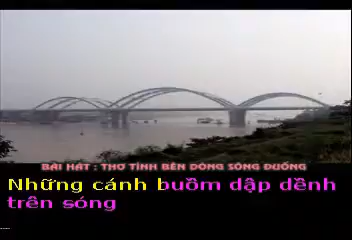 BÀI HÁT : THƠ TÌNH BÊN DÒNG SÔNG ĐUỐNG
Những cánh buồm dập dềnh
trên sóng